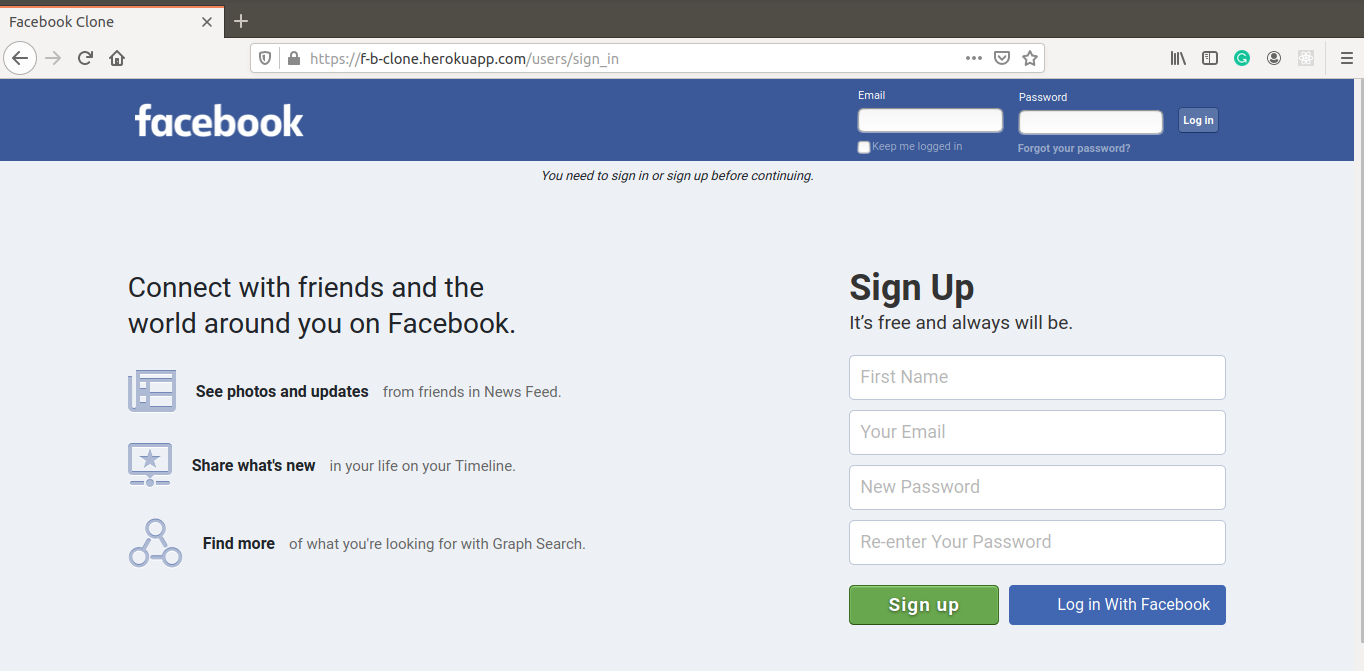 Facebook Clone
https://f-b-clone.herokuapp.com/users/sign_in
facebook
Email
Password
Log in
Keep me logged in
Forgot your password?
You need to sign in or sign up before continuing.
Connect with friends and the
world around you on Facebook.
See photos and updates from friends in News Feed.
Share what's new in your life on your Timeline.
Find more of what you're looking for with Graph Search.
Sign Up
It’s free and always will be.
First Name
Your Email
New Password
Re-enter Your Password
Sign up
Log in With Facebook